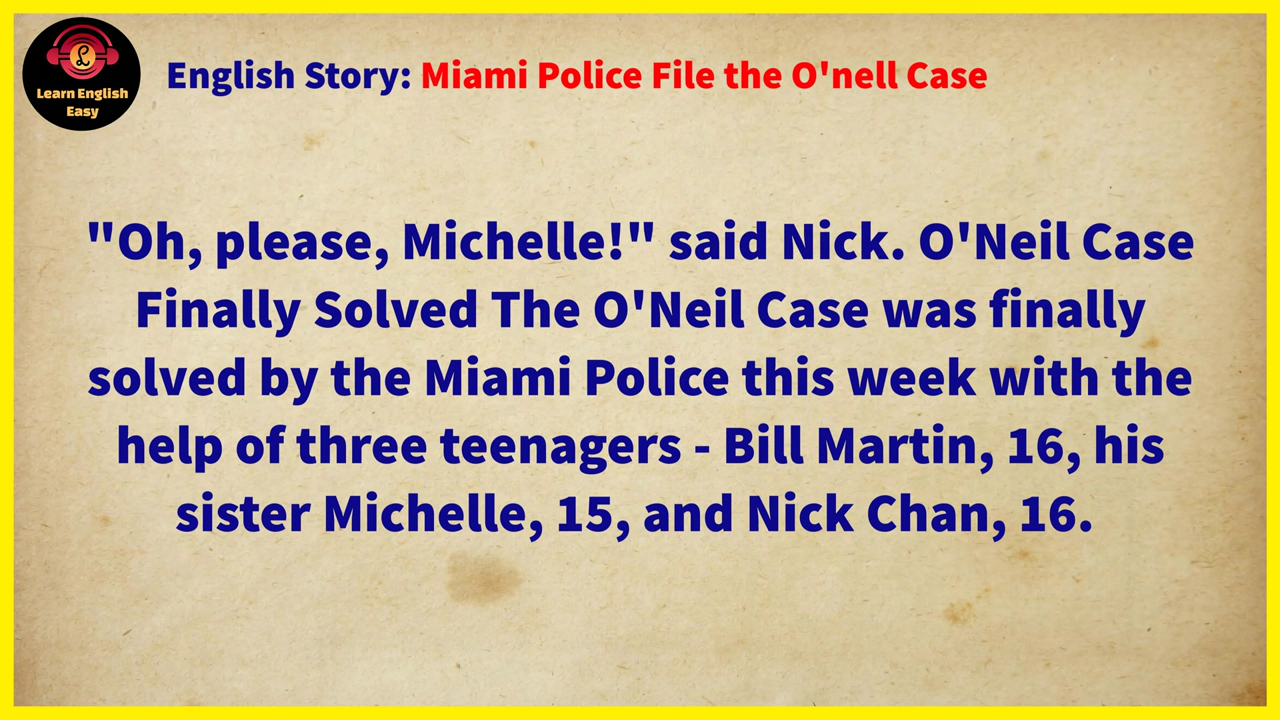 Learn English
Easy
English Story: Miami Police File the O'nell Case
"Oh, please, Michelle!" said Nick. O'Neil Case
Finally Solved The O'Neil Case was finally
solved by the Miami Police this week with the
help of three teenagers - Bill Martin, 16, his
sister Michelle, 15, and Nick Chan, 16.